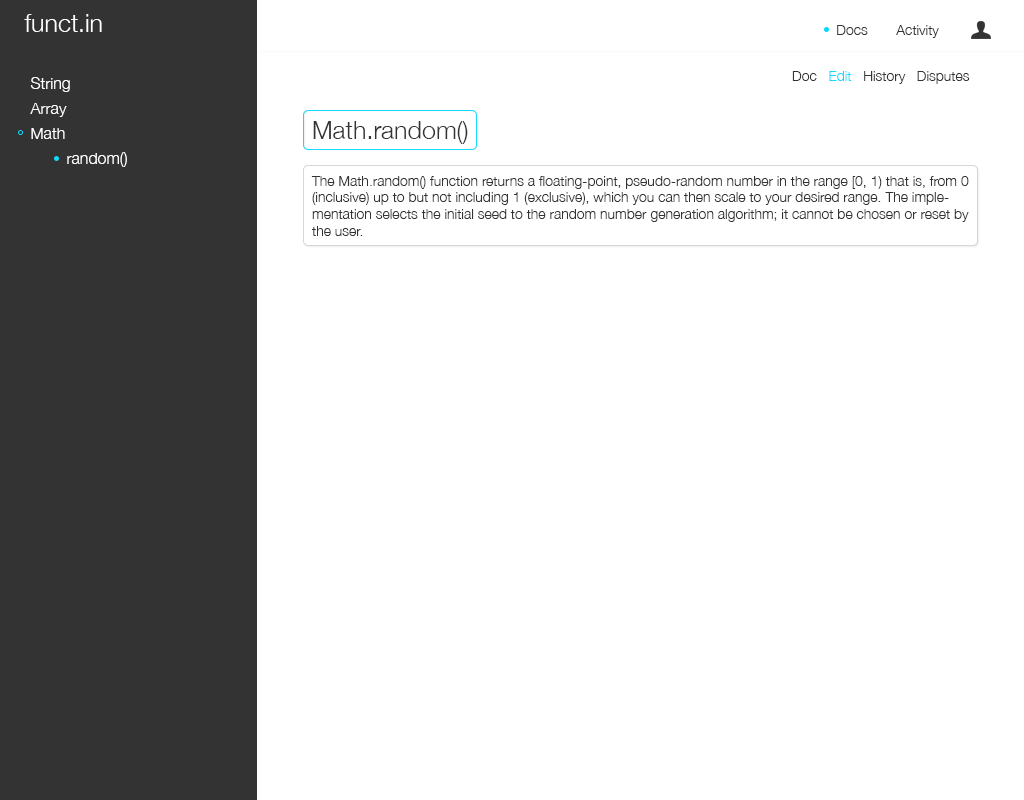 funct.in
Docs Activity
String
Array
Math
random()
Doc Edit History Disputes
Math.random()
The Math.random() function returns a floating-point, pseudo-random number in the range [0, 1) that is, from 0
(inclusive) up to but not including 1 (exclusive), which you can then scale to your desired range. The imple-
mentation selects the initial seed to the random number generation algorithm; it cannot be chosen or reset by
the user.